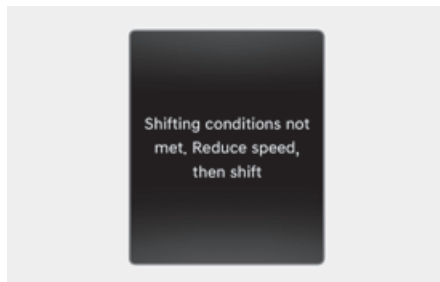 Shifting conditions not
met, Reduce speed,
then shift